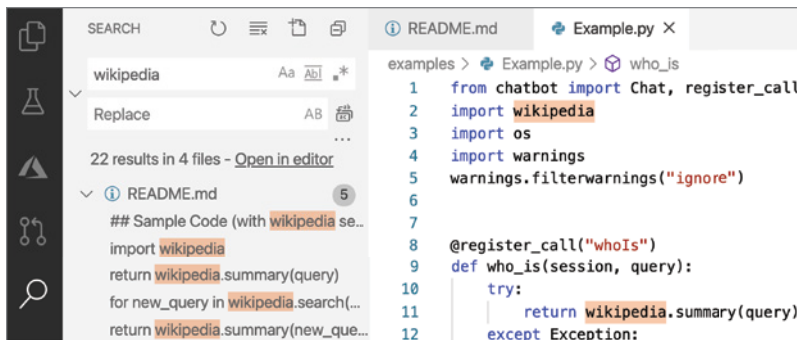 SEARCH
wikipedia
Aa Abl .*
Replace
AB
...
22 results in 4 files - Open in editor
README.md
5
## Sample Code (with wikipedia se...
import wikipedia
return wikipedia.summary(query)
for new_query in wikipedia.search(...
return wikipedia.summary(new_que...
README.md
Example.py
examples > Example.py > who_is
1 from chatbot import Chat, register_call
2 import wikipedia
3 import os
4 import warnings
5 warnings.filterwarnings("ignore")
6
7
8 @register_call("whoIs")
9 def who_is(session, query):
10 try:
11 return wikipedia.summary(query)
12 except Exception: